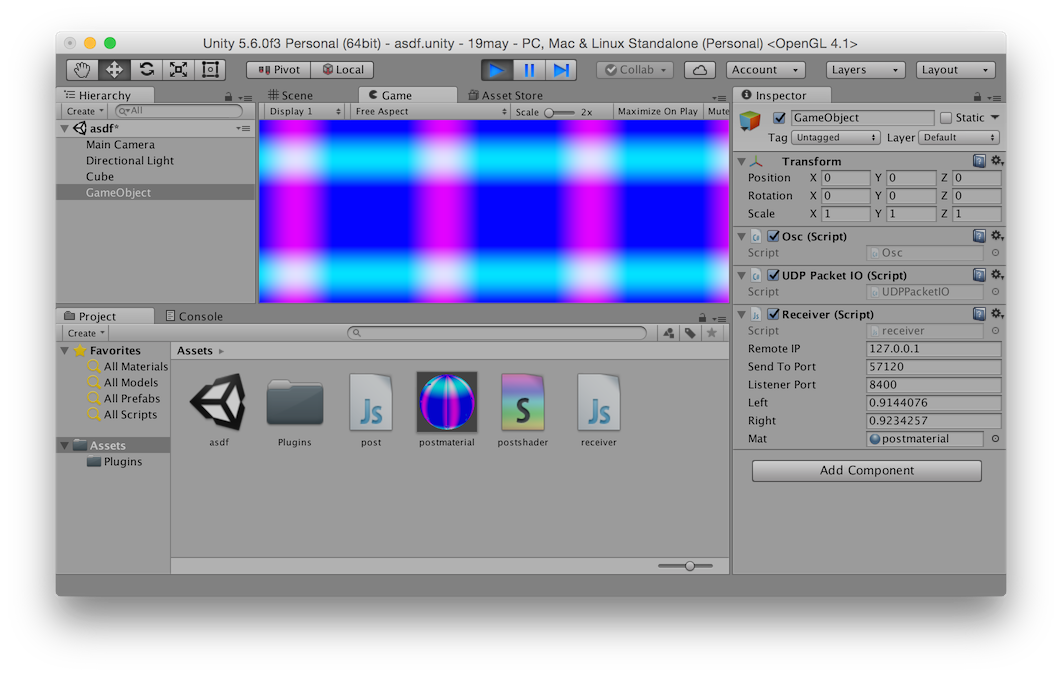 Unity 5.6.0f3 Personal (64bit) - asdf.unity - 19may - PC, Mac & Linux Standalone (Personal) <OpenGL 4.1>
Pivot Local Collab Account Layers Layout
Hierarchy
Create All
asdf*
Main Camera
Directional Light
Cube
GameObject
Scene Game Asset Store
Display 1 Free Aspect Scale 2x Maximize On Play Mute
Inspector
GameObject Static
Tag Untagged Layer Default
Transform
Position X 0 Y 0 Z 0
Rotation X 0 Y 0 Z 0
Scale X 1 Y 1 Z 1
Osc (Script)
Script Osc
UDP Packet IO (Script)
Script UDPPacketIO
Receiver (Script)
Script receiver
Remote IP 127.0.0.1
Send To Port 57120
Listener Port 8400
Left 0.9144076
Right 0.9234257
Mat postmaterial
Add Component
Project Console
Create
Favorites
All Materials
All Models
All Prefabs
All Scripts
Assets
Plugins
Assets
Js S Js
asdf Plugins post postmaterial postshader receiver